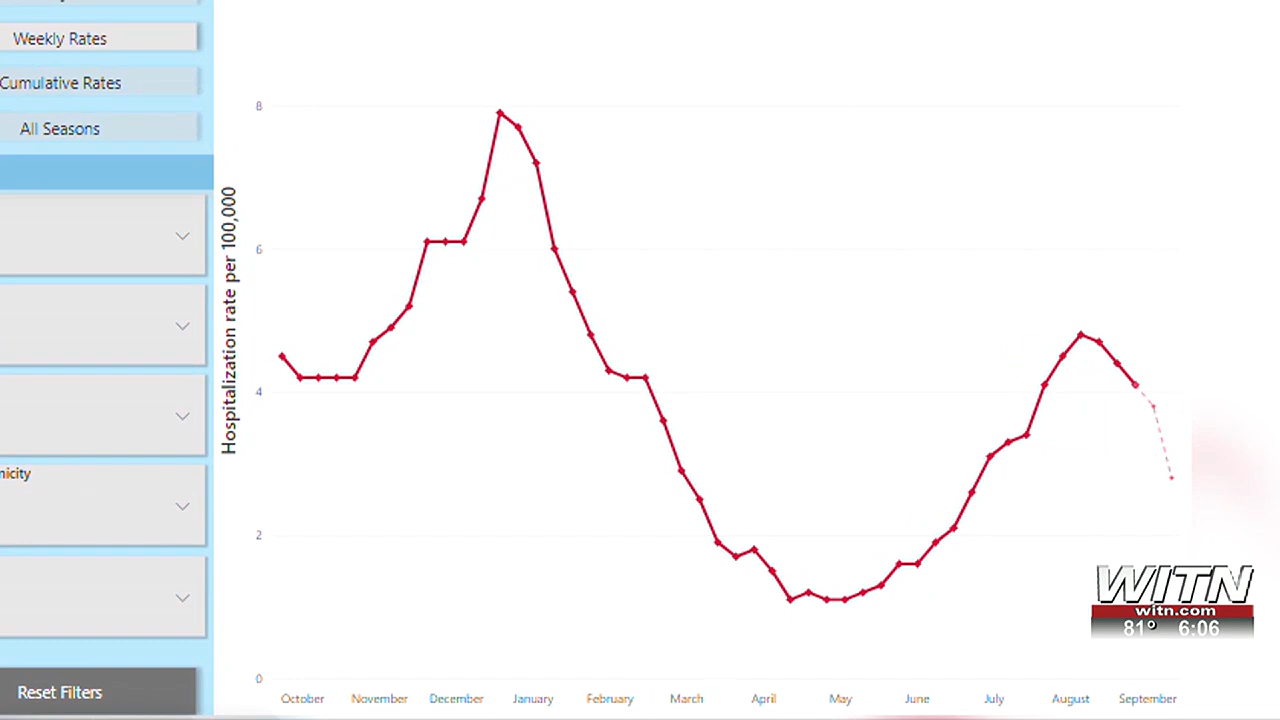 Weekly Rates
Cumulative Rates
All Seasons
nicity
Reset Filters
Hospitalization rate per 100,000
8
6
4
2
0
October November December January February March April May June July August September
WITN
witn.com
81° 6:06